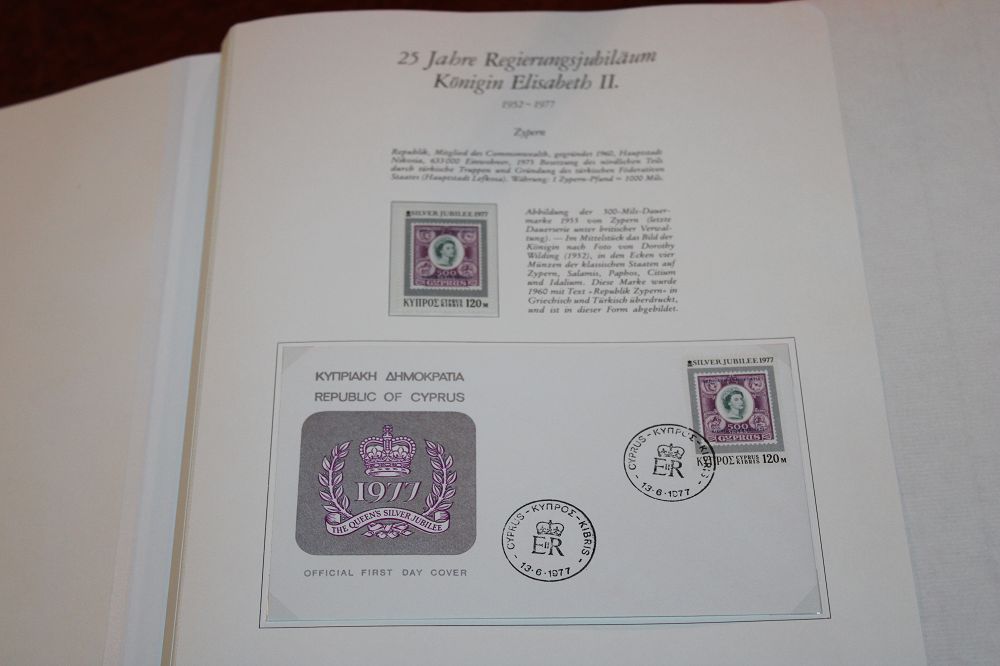 25 Jahre Regierungsjubiläum
Königin Elisabeth II.
1952-1977
Zypern
Republik, Mitglied des Commonwealth, gegründet 1960, Hauptstadt
Nikosia, 633000 Einwohner, 1975 Besetzung des nördlichen Teils
durch türkische Truppen und Gründung des türkischen Föderativen
Staates (Hauptstadt Lefkosa). Währung: 1 Zypern-Pfund = 1000 Mils.
SILVER JUBILEE 1977
500
CYPRUS
ΚΥΠΡΟΣ CYPRUS KIBRIS 120 M
Abbildung der 500-Mils-Dauer-
marke 1955 von Zypern (letzte
Dauerserie unter britischer Verwal-
tung). — Im Mittelstück das Bild der
Königin nach Foto von Dorothy
Wilding (1952), in den Ecken vier
Münzen der klassischen Staaten auf
Zypern, Salamis, Paphos, Citium
und Idalium. Diese Marke wurde
1960 mit Text »Republik Zypern« in
Griechisch und Türkisch überdruckt,
und ist in dieser Form abgebildet.
ΚΥΠΡΙΑΚΗ ΔΗΜΟΚΡΑΤΙΑ
REPUBLIC OF CYPRUS
1977
THE QUEEN'S SILVER JUBILEE
OFFICIAL FIRST DAY COVER
SILVER JUBILEE 1977
500
CYPRUS
ΚΥΠΡΟΣ CYPRUS KIBRIS 120 M
CYPRUS - ΚΥΠΡΟΣ - KIBRIS
EIIR
13·6·1977
CYPRUS - ΚΥΠΡΟΣ - KIBRIS
EIIR
13·6·1977